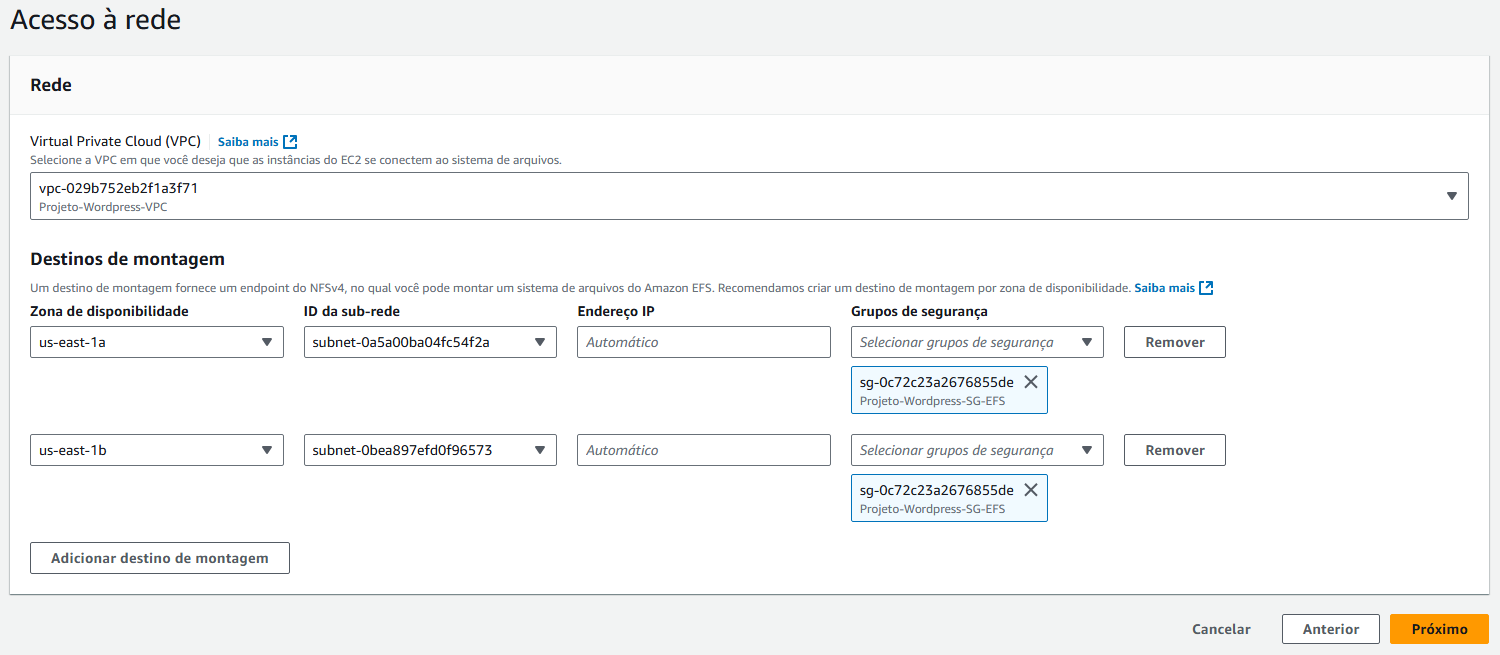 Acesso à rede
Rede
Virtual Private Cloud (VPC) Saiba mais
Selecione a VPC em que você deseja que as instâncias do EC2 se conectem ao sistema de arquivos.
vpc-029b752eb2f1a3f71
Projeto-Wordpress-VPC
Destinos de montagem
Um destino de montagem fornece um endpoint do NFSv4, no qual você pode montar um sistema de arquivos do Amazon EFS. Recomendamos criar um destino de montagem por zona de disponibilidade. Saiba mais
Zona de disponibilidade ID da sub-rede Endereço IP Grupos de segurança
us-east-1a subnet-0a5a00ba04fc54f2a Automático Selecionar grupos de segurança Remover
sg-0c72c23a2676855de
Projeto-Wordpress-SG-EFS
us-east-1b subnet-0bea897efd0f96573 Automático Selecionar grupos de segurança Remover
sg-0c72c23a2676855de
Projeto-Wordpress-SG-EFS
Adicionar destino de montagem
Cancelar Anterior Próximo